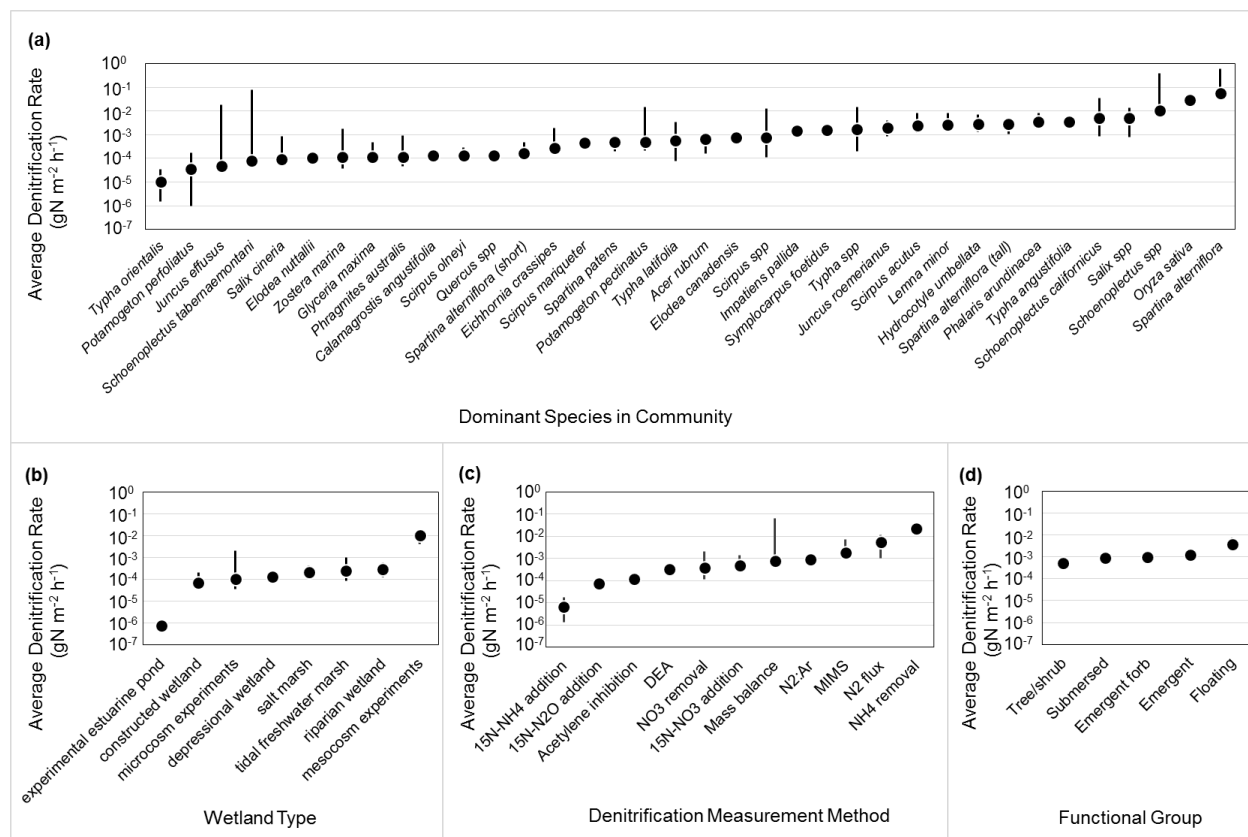 (a)
Average Denitrification Rate
(gN m⁻² h⁻¹)
10⁰
10⁻¹
10⁻²
10⁻³
10⁻⁴
10⁻⁵
10⁻⁶
10⁻⁷
Typha orientalis
Potamogeton perfoliatus
Juncus effusus
Schoenoplectus tabernaemontani
Salix cineria
Elodea nuttallii
Zostera marina
Glyceria maxima
Phragmites australis
Calamagrostis angustifolia
Scirpus olneyi
Quercus spp
Spartina alterniflora (short)
Eichhornia crassipes
Scirpus mariqueter
Spartina patens
Potamogeton pectinatus
Typha latifolia
Acer rubrum
Elodea canadensis
Scirpus spp
Impatiens pallida
Symplocarpus foetidus
Typha spp
Juncus roemerianus
Scirpus acutus
Lemna minor
Hydrocotyle umbellata
Spartina alterniflora (tall)
Phalaris arundinacea
Typha angustifolia
Schoenoplectus californicus
Salix spp
Schoenoplectus spp
Oryza sativa
Spartina alterniflora
Dominant Species in Community
(b)
Average Denitrification Rate
(gN m⁻² h⁻¹)
10⁰
10⁻¹
10⁻²
10⁻³
10⁻⁴
10⁻⁵
10⁻⁶
10⁻⁷
experimental estuarine pond
constructed wetland
microcosm experiments
depressional wetland
salt marsh
tidal freshwater marsh
riparian wetland
mesocosm experiments
Wetland Type
(c)
Average Denitrification Rate
(gN m⁻² h⁻¹)
10⁰
10⁻¹
10⁻²
10⁻³
10⁻⁴
10⁻⁵
10⁻⁶
10⁻⁷
15N-NH4 addition
15N-N2O addition
Acetylene inhibition
DEA
NO3 removal
15N-NO3 addition
Mass balance
N2:Ar
MIMS
N2 flux
NH4 removal
Denitrification Measurement Method
(d)
Average Denitrification Rate
(gN m⁻² h⁻¹)
10⁰
10⁻¹
10⁻²
10⁻³
10⁻⁴
10⁻⁵
10⁻⁶
10⁻⁷
Tree/shrub
Submersed
Emergent forb
Emergent
Floating
Functional Group